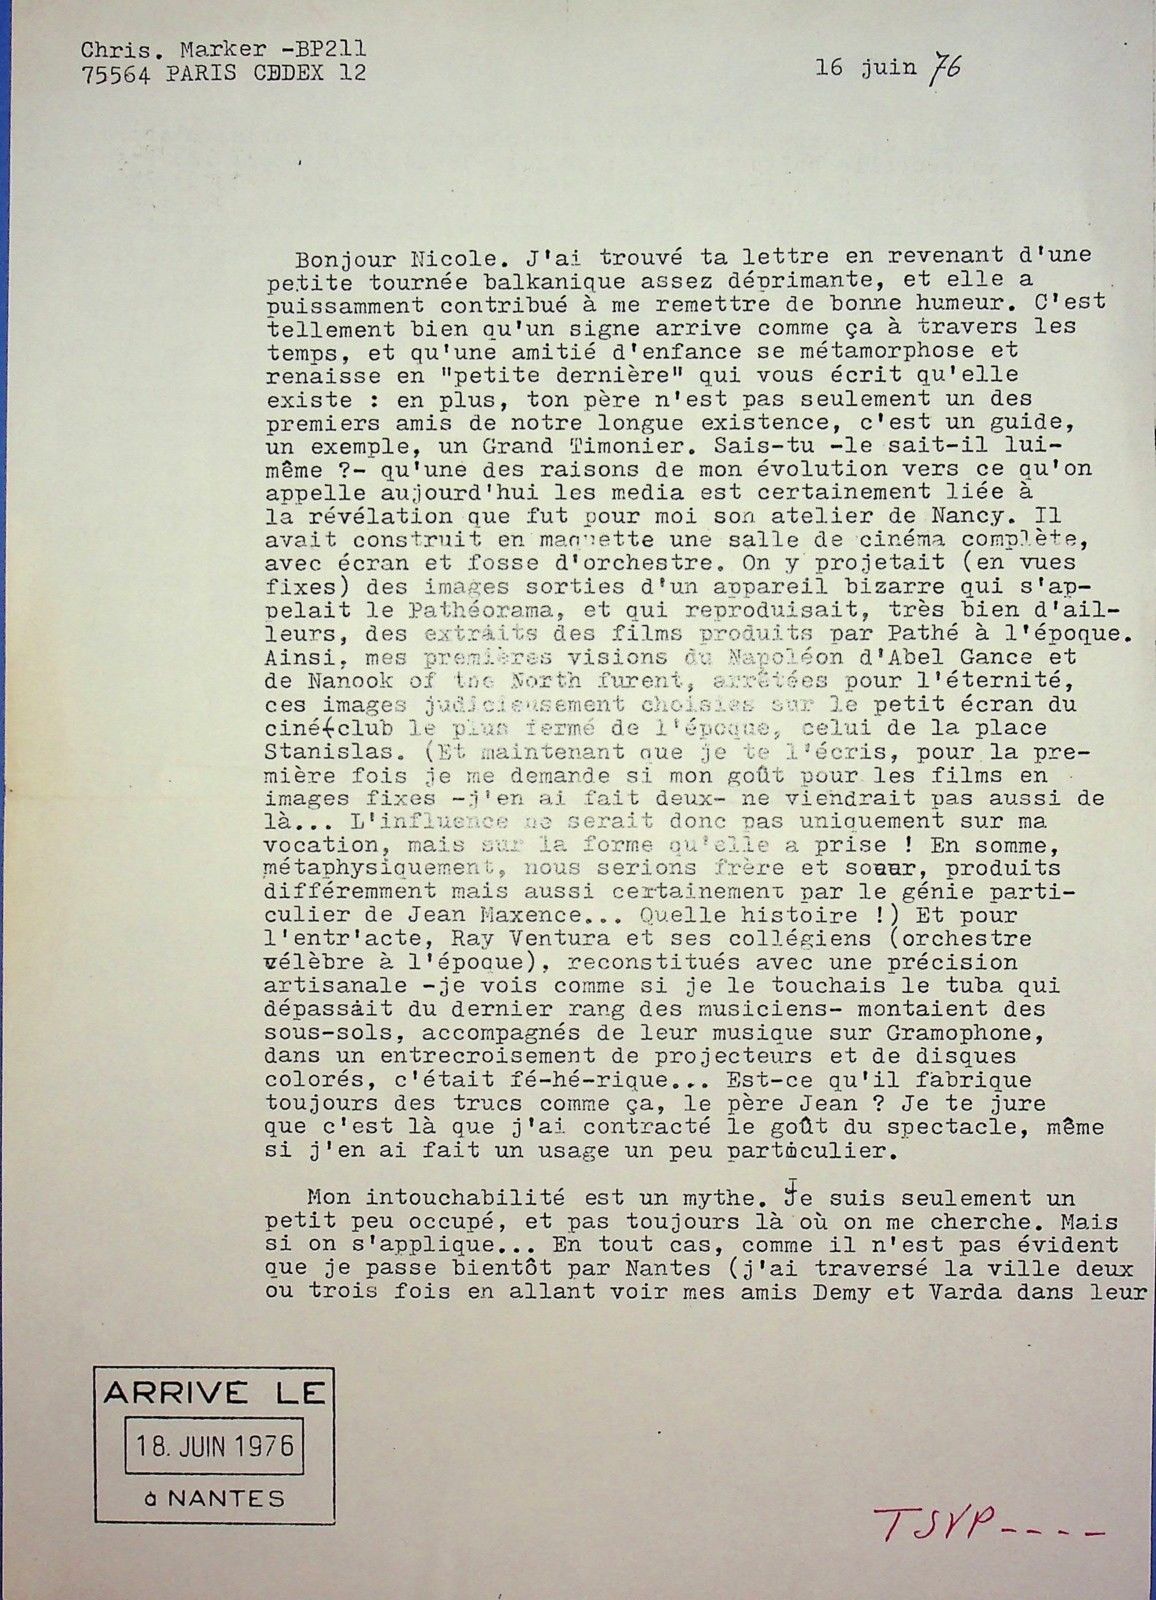 Chris. Marker -BP211
75564 PARIS CEDEX 12
16 juin 76
Bonjour Nicole. J'ai trouvé ta lettre en revenant d'une
petite tournée balkanique assez déprimante, et elle a
puissamment contribué à me remettre de bonne humeur. C'est
tellement bien qu'un signe arrive comme ça à travers les
temps, et qu'une amitié d'enfance se métamorphose et
renaisse en "petite dernière" qui vous écrit qu'elle
existe : en plus, ton père n'est pas seulement un des
premiers amis de notre longue existence, c'est un guide,
un exemple, un Grand Timonier. Sais-tu -le sait-il lui-
même ?- qu'une des raisons de mon évolution vers ce qu'on
appelle aujourd'hui les media est certainement liée à
la révélation que fut pour moi son atelier de Nancy. Il
avait construit en maquette une salle de cinéma complète,
avec écran et fosse d'orchestre. On y projetait (en vues
fixes) des images sorties d'un appareil bizarre qui s'ap-
pelait le Pathéorama, et qui reproduisait, très bien d'ail-
leurs, des extraits des films produits par Pathé à l'époque.
Ainsi, mes premières visions du Napoléon d'Abel Gance et
de Nanook of the North furent, arrêtées pour l'éternité,
ces images judicieusement choisies sur le petit écran du
ciné-club le plus fermé de l'époque, celui de la place
Stanislas. (Et maintenant que je te l'écris, pour la pre-
mière fois je me demande si mon goût pour les films en
images fixes -j'en ai fait deux- ne viendrait pas aussi de
là... L'influence ne serait donc pas uniquement sur ma
vocation, mais sur la forme qu'elle a prise ! En somme,
métaphysiquement, nous serions frère et soeur, produits
différemment mais aussi certainement par le génie parti-
culier de Jean Maxence... Quelle histoire !) Et pour
l'entr'acte, Ray Ventura et ses collégiens (orchestre
célèbre à l'époque), reconstitués avec une précision
artisanale -je vois comme si je le touchais le tuba qui
dépassait du dernier rang des musiciens- montaient des
sous-sols, accompagnés de leur musique sur Gramophone,
dans un entrecroisement de projecteurs et de disques
colorés, c'était fé-hé-rique... Est-ce qu'il fabrique
toujours des trucs comme ça, le père Jean ? Je te jure
que c'est là que j'ai contracté le goût du spectacle, même
si j'en ai fait un usage un peu particulier.
Mon intouchabilité est un mythe. Je suis seulement un
petit peu occupé, et pas toujours là où on me cherche. Mais
si on s'applique... En tout cas, comme il n'est pas évident
que je passe bientôt par Nantes (j'ai traversé la ville deux
ou trois fois en allant voir mes amis Demy et Varda dans leur
ARRIVE LE
18. JUIN 1976
à NANTES
TSVP----